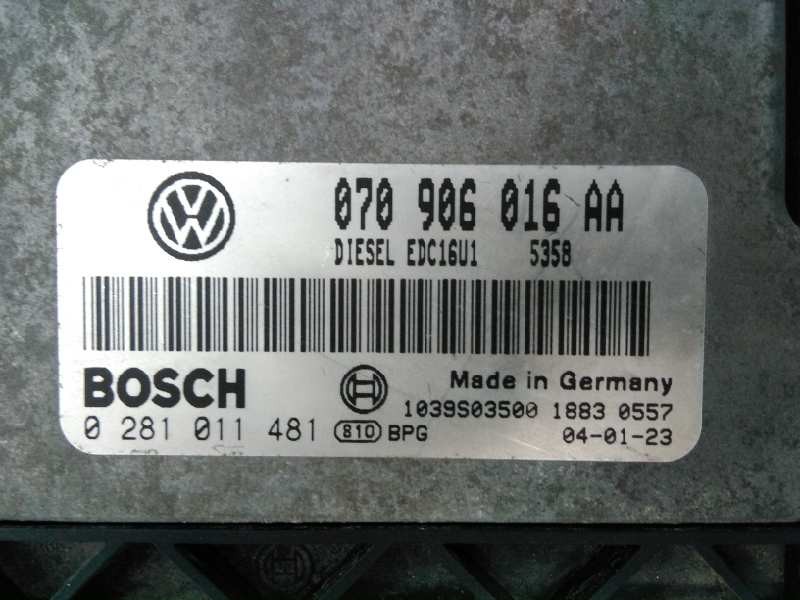 070 906 016 AA
DIESEL EDC16U1 5358
BOSCH
Made in Germany
1039S03500 1883 0557
0 281 011 481 810 BPG 04-01-23